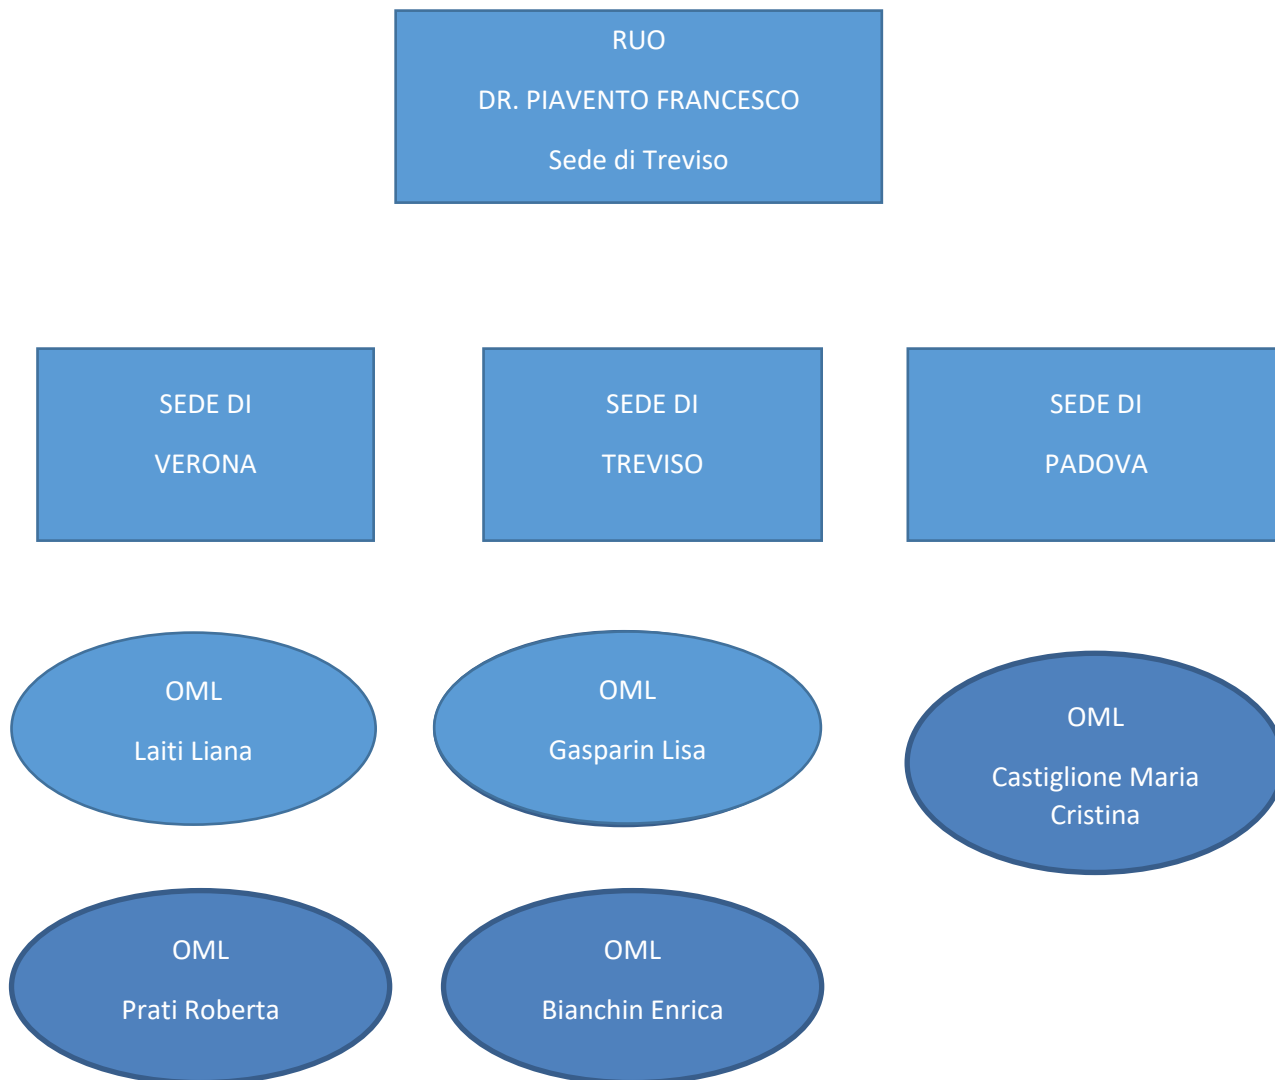 RUO
DR. PIAVENTO FRANCESCO
Sede di Treviso
SEDE DI
VERONA
SEDE DI
TREVISO
SEDE DI
PADOVA
OML
Laiti Liana
OML
Gasparin Lisa
OML
Castiglione Maria
Cristina
OML
Prati Roberta
OML
Bianchin Enrica